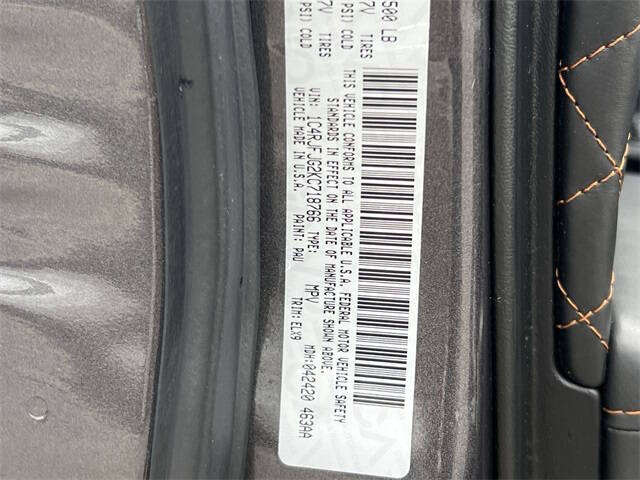 500 LB
7V TIRES
PSI) COLD
7V TIRES
PSI) COLD
THIS VEHICLE CONFORMS TO ALL APPLICABLE U.S.A. FEDERAL MOTOR VEHICLE SAFETY
STANDARDS IN EFFECT ON THE DATE OF MANUFACTURE SHOWN ABOVE.
VIN: 1C4RJFJG2KC718766 TYPE: MPV MDH:042420 463AA
VEHICLE MADE IN U.S.A. PAINT: PAU TRIM:ELX9